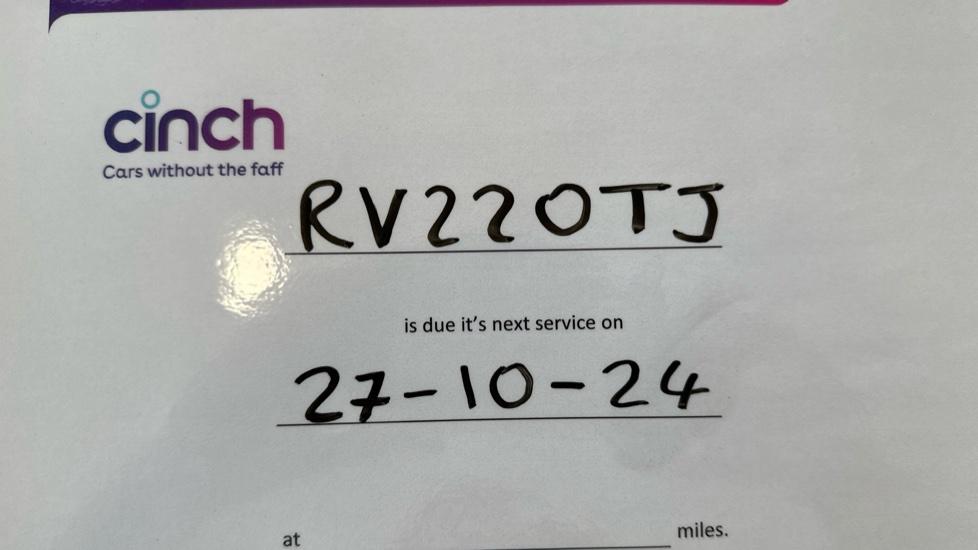 cinch
Cars without the faff
RV22OTJ
is due it's next service on
27-10-24
at miles.